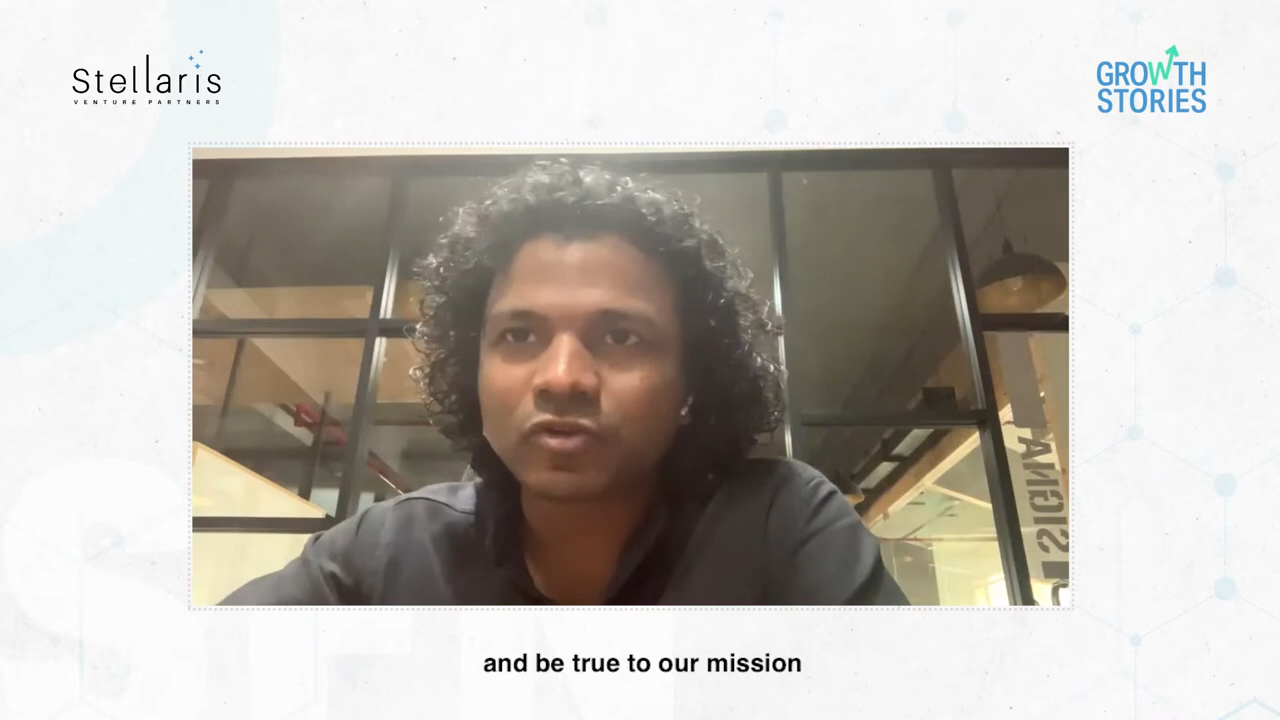 Stellaris
VENTURE PARTNERS
GROWTH
STORIES
and be true to our mission